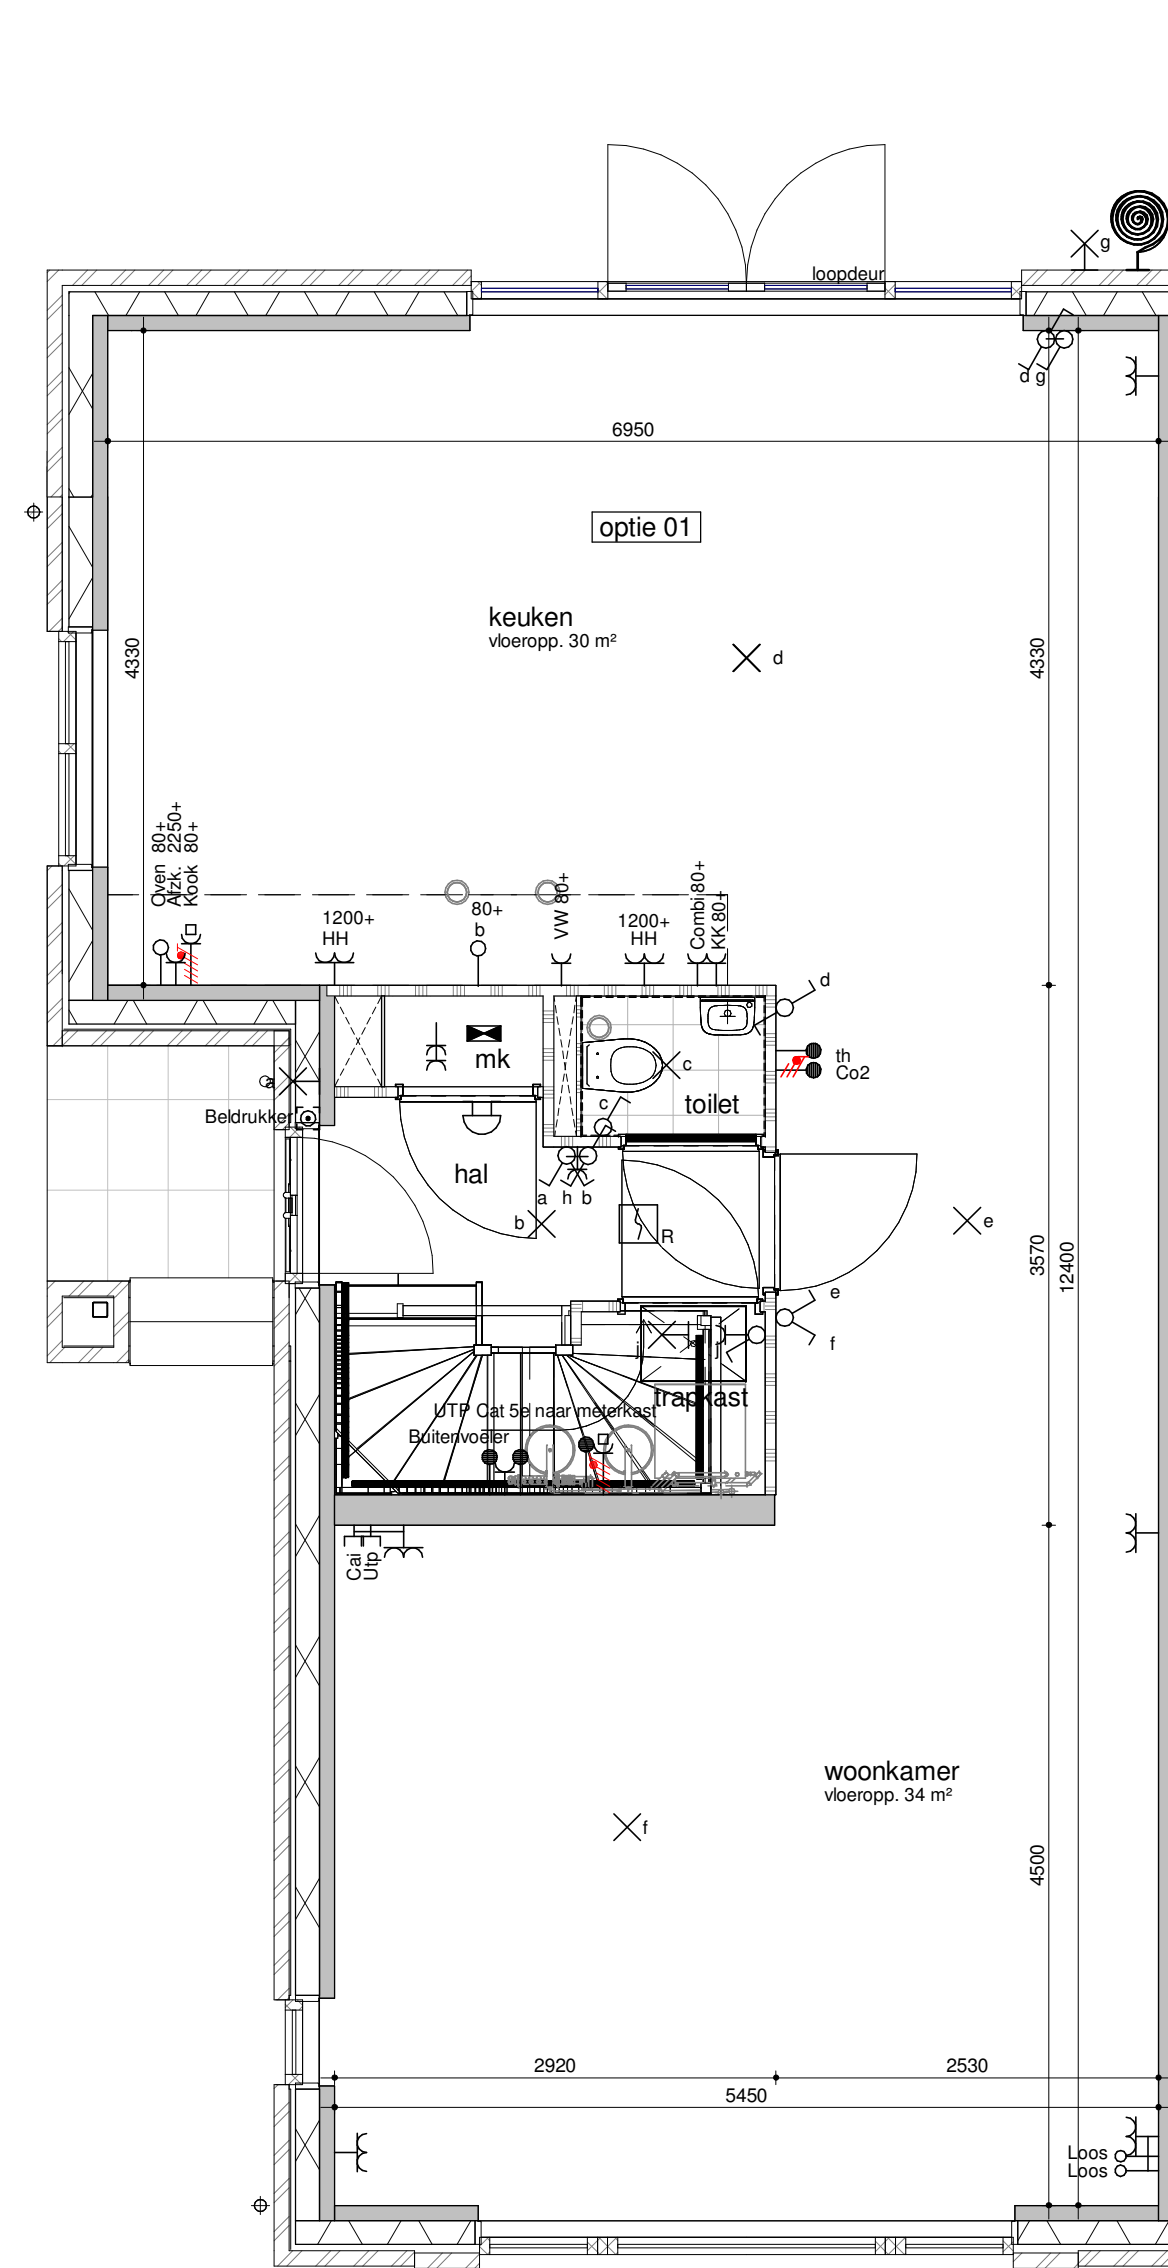 g
loopdeur
d g
6950
optie 01
keuken
vloeropp. 30 m²
d
4330
4330
Oven 80+
Afzk. 2250+
Kook 80+
1200+
HH
80+
b
VW 80+
1200+
HH
Combi 80+
KK 80+
d
th
Co2
mk
c
toilet
c
a
Beldrukker
hal
a h b
b
R
e
3570
12400
e
f
j
j
trapkast
UTP Cat 5e naar meterkast
Buitenvoeler
Cai
Utp
woonkamer
vloeropp. 34 m²
f
4500
2920
2530
5450
Loos
Loos